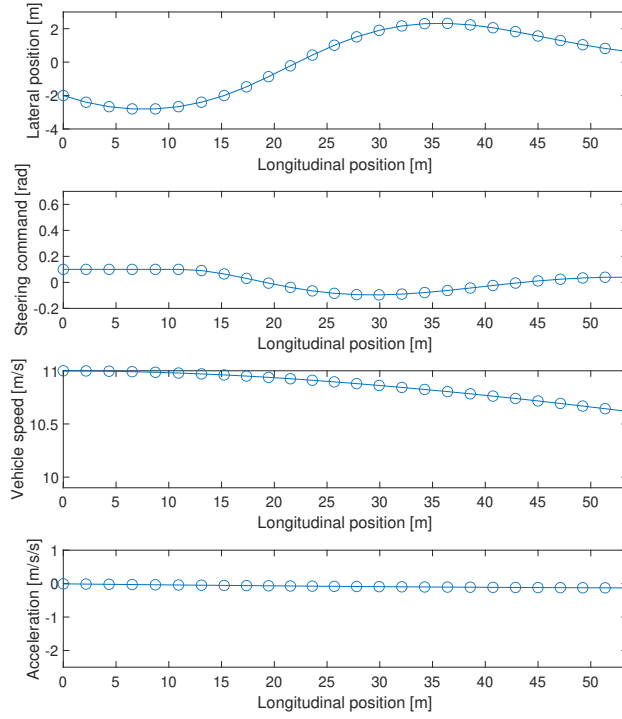 Lateral position [m]
2
0
-2
-4
0 5 10 15 20 25 30 35 40 45 50
Longitudinal position [m]
Steering command [rad]
0.6
0.4
0.2
0
-0.2
0 5 10 15 20 25 30 35 40 45 50
Longitudinal position [m]
Vehicle speed [m/s]
11
10.5
10
0 5 10 15 20 25 30 35 40 45 50
Longitudinal position [m]
Acceleration [m/s/s]
1
0
-1
-2
0 5 10 15 20 25 30 35 40 45 50
Longitudinal position [m]